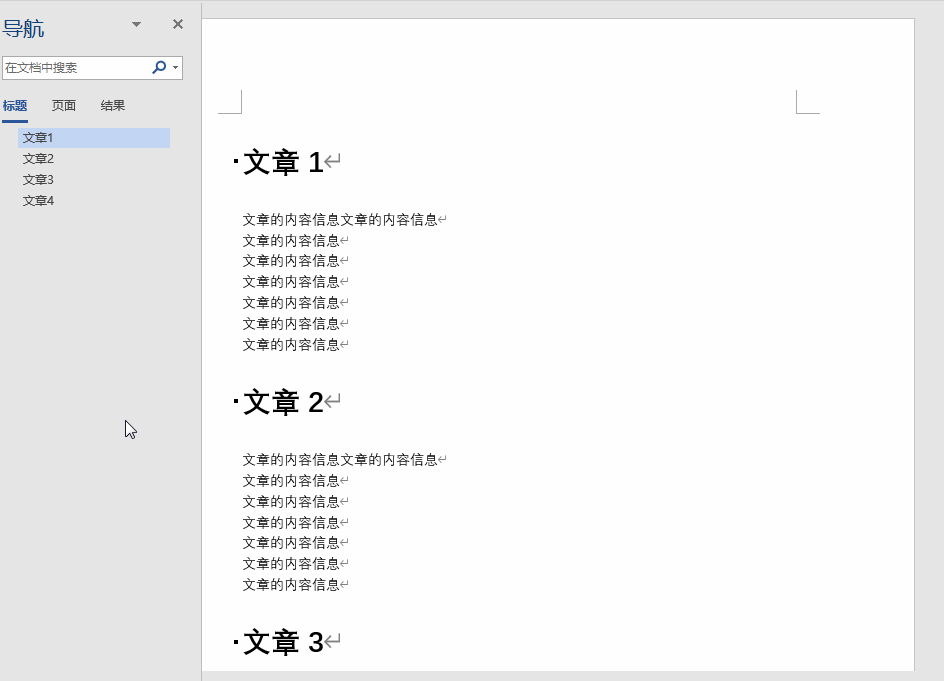 导航
在文档中搜索
标题 页面 结果
文章1
文章2
文章3
文章4
文章 1
文章的内容信息文章的内容信息
文章的内容信息
文章的内容信息
文章的内容信息
文章的内容信息
文章的内容信息
文章的内容信息
文章 2
文章的内容信息文章的内容信息
文章的内容信息
文章的内容信息
文章的内容信息
文章的内容信息
文章的内容信息
文章的内容信息
文章 3